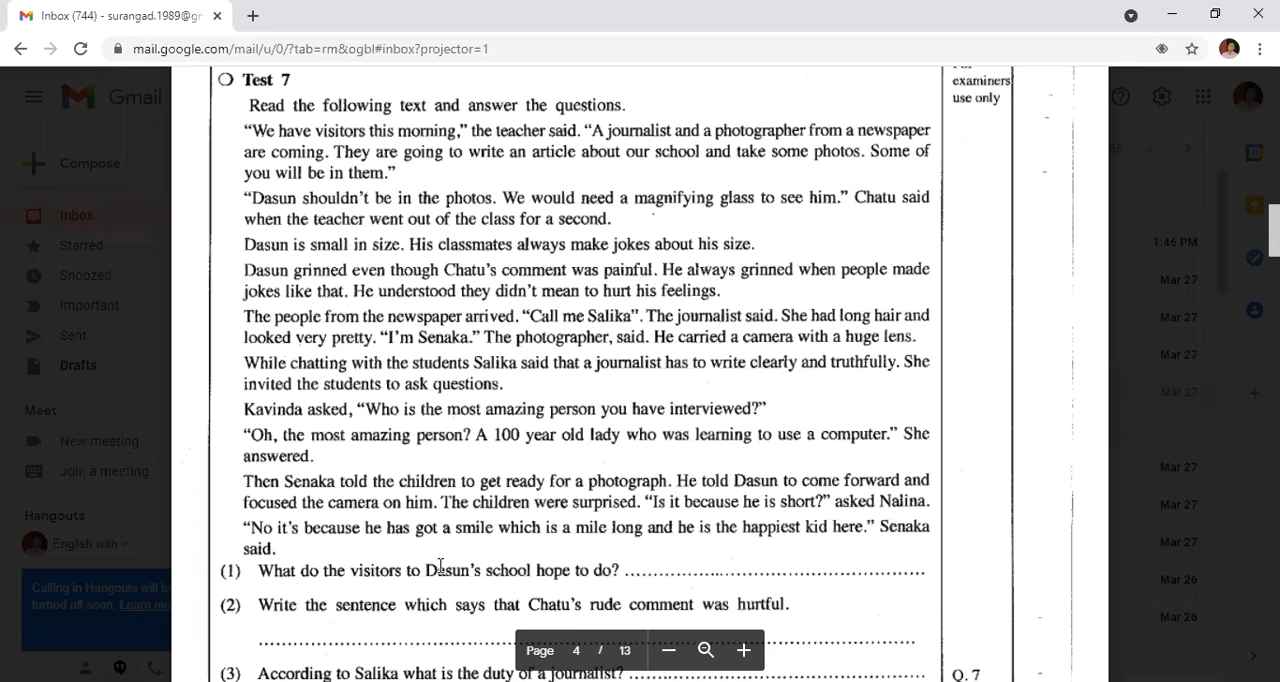 Inbox (744) - surangad.1989@gr
mail.google.com/mail/u/0/?tab=rm&ogbl#inbox?projector=1
Gmail
Compose
Inbox
Starred
Snoozed
Important
Sent
Drafts
Meet
New meeting
Join a meeting
Hangouts
English with
Calling in Hangouts will b
turned off soon. Learn mo
Test 7
examiners
use only
Read the following text and answer the questions.
“We have visitors this morning,” the teacher said. “A journalist and a photographer from a newspaper
are coming. They are going to write an article about our school and take some photos. Some of
you will be in them.”
“Dasun shouldn’t be in the photos. We would need a magnifying glass to see him.” Chatu said
when the teacher went out of the class for a second.
Dasun is small in size. His classmates always make jokes about his size.
Dasun grinned even though Chatu’s comment was painful. He always grinned when people made
jokes like that. He understood they didn’t mean to hurt his feelings.
The people from the newspaper arrived. “Call me Salika”. The journalist said. She had long hair and
looked very pretty. “I’m Senaka.” The photographer, said. He carried a camera with a huge lens.
While chatting with the students Salika said that a journalist has to write clearly and truthfully. She
invited the students to ask questions.
Kavinda asked, “Who is the most amazing person you have interviewed?”
“Oh, the most amazing person? A 100 year old lady who was learning to use a computer.” She
answered.
Then Senaka told the children to get ready for a photograph. He told Dasun to come forward and
focused the camera on him. The children were surprised. “Is it because he is short?” asked Nalina.
“No it’s because he has got a smile which is a mile long and he is the happiest kid here.” Senaka
said.
(1) What do the visitors to Dasun’s school hope to do? ..........................................................
(2) Write the sentence which says that Chatu’s rude comment was hurtful.
..........................................................
(3) According to Salika what is the duty of a journalist? ..........................................................
Q. 7
Page 4 / 13
1:46 PM
Mar 27
Mar 27
Mar 27
Mar 27
Mar 27
Mar 27
Mar 27
Mar 26
Mar 26